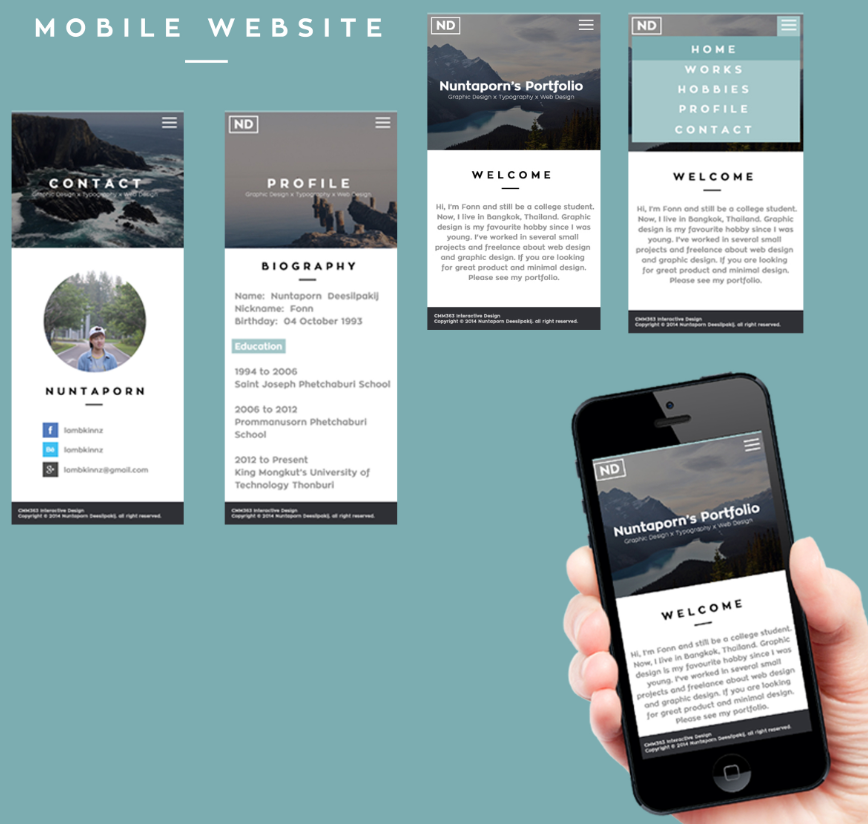 MOBILE WEBSITE
CONTACT
Graphic Design x Typography x Web Design
NUNTAPORN
f lambkinnz
Bē lambkinnz
g+ lambkinnz@gmail.com
CMM363 Interactive Design
Copyright © 2014 Nuntaporn Deesilpakij, all right reserved.
ND
PROFILE
Graphic Design x Typography x Web Design
BIOGRAPHY
Name: Nuntaporn Deesilpakij
Nickname: Fonn
Birthday: 04 October 1993
Education
1994 to 2006
Saint Joseph Phetchaburi School
2006 to 2012
Prommanusorn Phetchaburi
School
2012 to Present
King Mongkut's University of
Technology Thonburi
CMM363 Interactive Design
Copyright © 2014 Nuntaporn Deesilpakij, all right reserved.
ND
Nuntaporn's Portfolio
Graphic Design x Typography x Web Design
WELCOME
Hi, I'm Fonn and still be a college student.
Now, I live in Bangkok, Thailand. Graphic
design is my favourite hobby since I was
young. I've worked in several small
projects and freelance about web design
and graphic design. If you are looking
for great product and minimal design.
Please see my portfolio.
CMM363 Interactive Design
Copyright © 2014 Nuntaporn Deesilpakij, all right reserved.
ND
HOME
WORKS
HOBBIES
PROFILE
CONTACT
WELCOME
Hi, I'm Fonn and still be a college student.
Now, I live in Bangkok, Thailand. Graphic
design is my favourite hobby since I was
young. I've worked in several small
projects and freelance about web design
and graphic design. If you are looking
for great product and minimal design.
Please see my portfolio.
CMM363 Interactive Design
Copyright © 2014 Nuntaporn Deesilpakij, all right reserved.
ND
Nuntaporn's Portfolio
Graphic Design x Typography x Web Design
WELCOME
Hi, I'm Fonn and still be a college student.
Now, I live in Bangkok, Thailand. Graphic
design is my favourite hobby since I was
young. I've worked in several small
projects and freelance about web design
and graphic design. If you are looking
for great product and minimal design.
Please see my portfolio.
CMM363 Interactive Design
Copyright © 2014 Nuntaporn Deesilpakij, all right reserved.